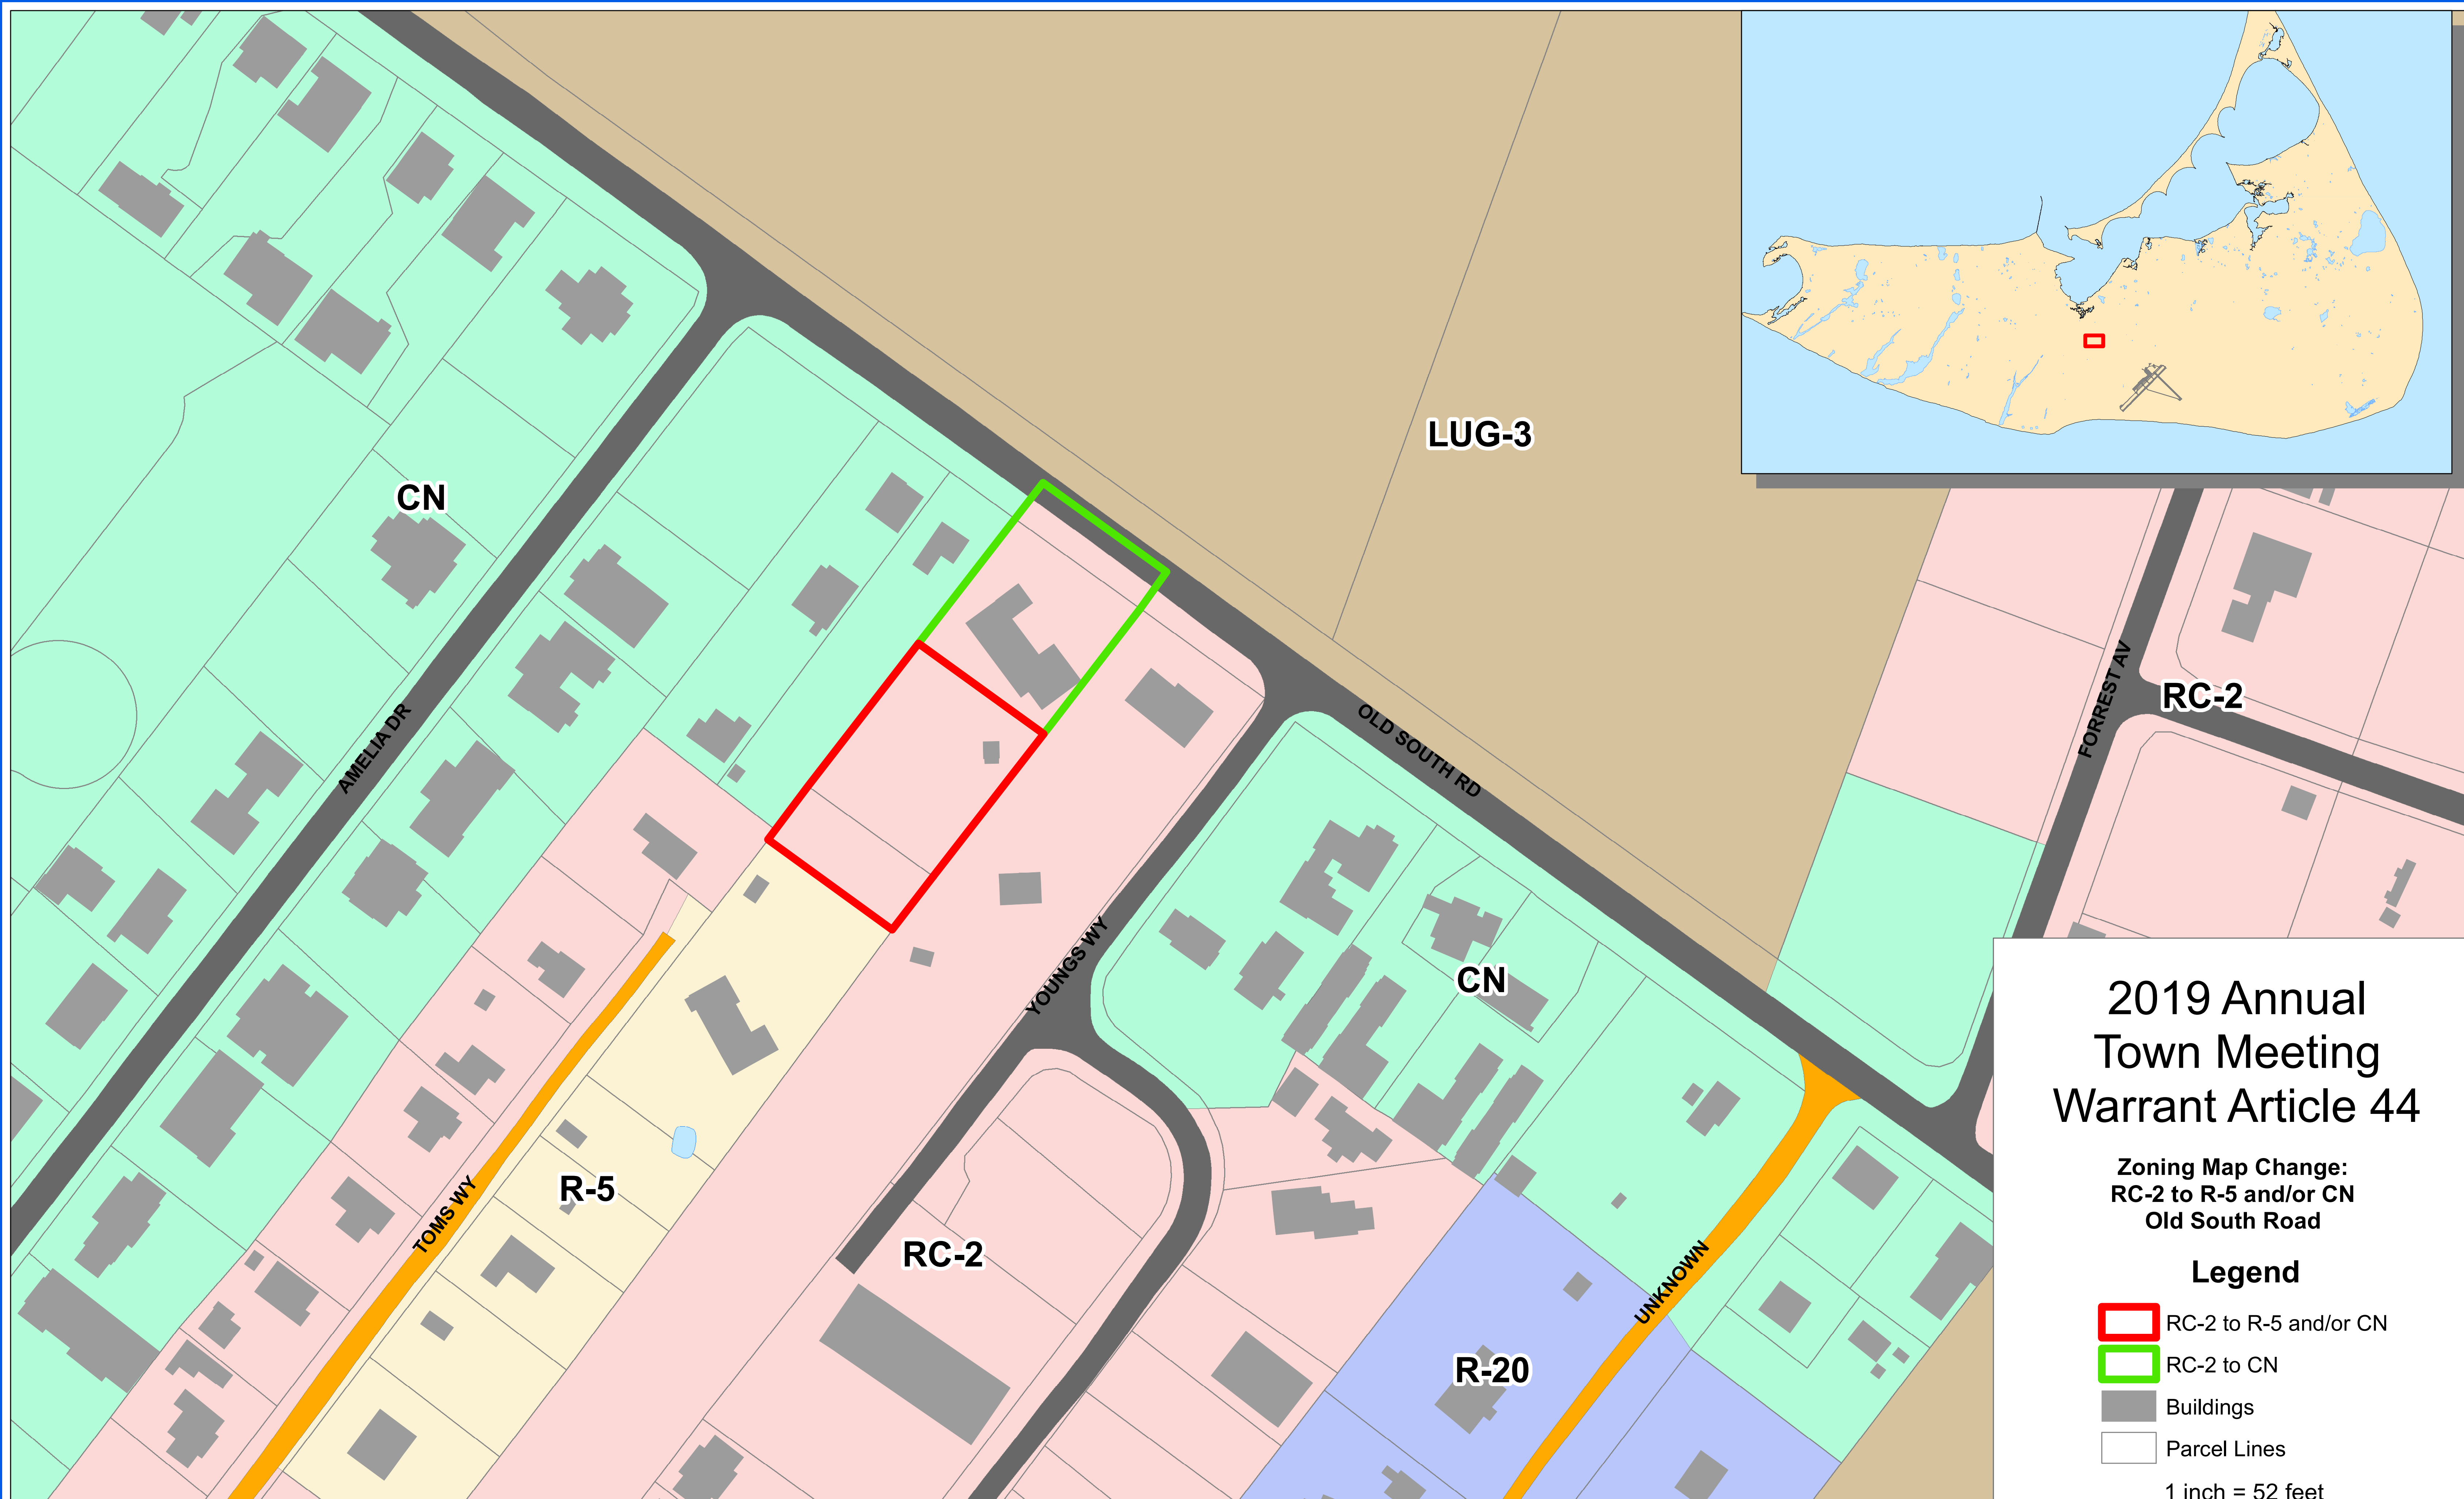 LUG-3
CN
AMELIA DR
OLD SOUTH RD
FORREST AV
RC-2
YOUNGS WY
CN
TOMS WY
R-5
RC-2
UNKNOWN
R-20
2019 Annual
Town Meeting
Warrant Article 44
Zoning Map Change:
RC-2 to R-5 and/or CN
Old South Road
Legend
RC-2 to R-5 and/or CN
RC-2 to CN
Buildings
Parcel Lines
1 inch = 52 feet